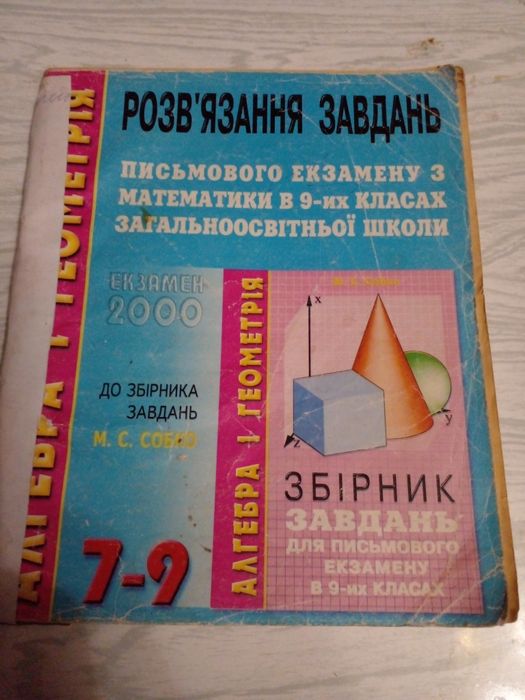 РОЗВ'ЯЗАННЯ ЗАВДАНЬ
ПИСЬМОВОГО ЕКЗАМЕНУ З
МАТЕМАТИКИ В 9-их КЛАСАХ
ЗАГАЛЬНООСВІТНЬОЇ ШКОЛИ
АЛГЕБРА І ГЕОМЕТРІЯ
ЕКЗАМЕН
2000
ДО ЗБІРНИКА
ЗАВДАНЬ
М. С. СОБКО
7-9
АЛГЕБРА І ГЕОМЕТРІЯ
x
y
z
ЗБІРНИК
ЗАВДАНЬ
ДЛЯ ПИСЬМОВОГО
ЕКЗАМЕНУ
В 9-их КЛАСАХ